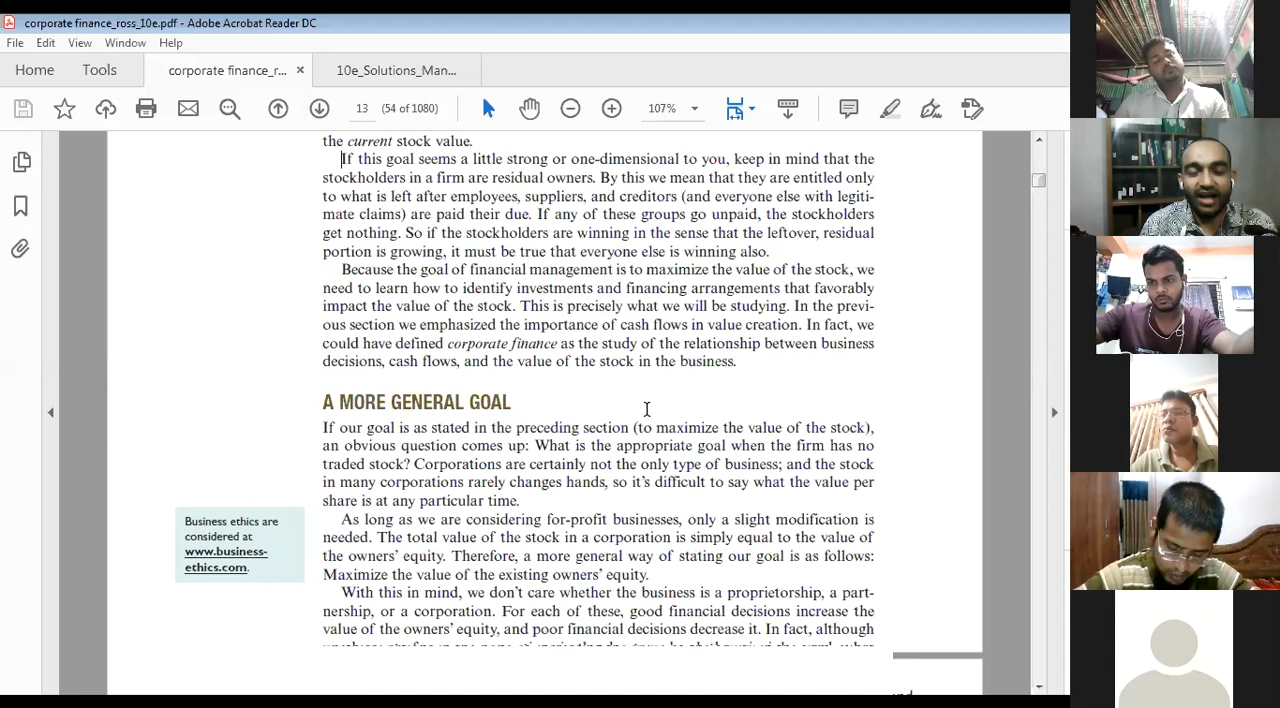 corporate finance_ross_10e.pdf - Adobe Acrobat Reader DC
File Edit View Window Help
Home Tools corporate finance_r... × 10e_Solutions_Man...
13 (54 of 1080) 107%
the current stock value.
If this goal seems a little strong or one-dimensional to you, keep in mind that the
stockholders in a firm are residual owners. By this we mean that they are entitled only
to what is left after employees, suppliers, and creditors (and everyone else with legiti-
mate claims) are paid their due. If any of these groups go unpaid, the stockholders
get nothing. So if the stockholders are winning in the sense that the leftover, residual
portion is growing, it must be true that everyone else is winning also.
Because the goal of financial management is to maximize the value of the stock, we
need to learn how to identify investments and financing arrangements that favorably
impact the value of the stock. This is precisely what we will be studying. In the previ-
ous section we emphasized the importance of cash flows in value creation. In fact, we
could have defined corporate finance as the study of the relationship between business
decisions, cash flows, and the value of the stock in the business.
A MORE GENERAL GOAL
If our goal is as stated in the preceding section (to maximize the value of the stock),
an obvious question comes up: What is the appropriate goal when the firm has no
traded stock? Corporations are certainly not the only type of business; and the stock
in many corporations rarely changes hands, so it's difficult to say what the value per
share is at any particular time.
Business ethics are
considered at
www.business-
ethics.com.
As long as we are considering for-profit businesses, only a slight modification is
needed. The total value of the stock in a corporation is simply equal to the value of
the owners' equity. Therefore, a more general way of stating our goal is as follows:
Maximize the value of the existing owners' equity.
With this in mind, we don't care whether the business is a proprietorship, a part-
nership, or a corporation. For each of these, good financial decisions increase the
value of the owners' equity, and poor financial decisions decrease it. In fact, although